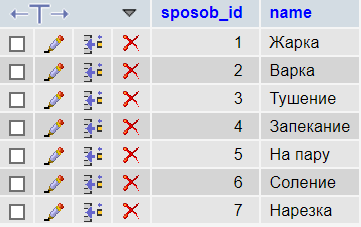 sposob_id name
1 Жарка
2 Варка
3 Тушение
4 Запекание
5 На пару
6 Соление
7 Нарезка